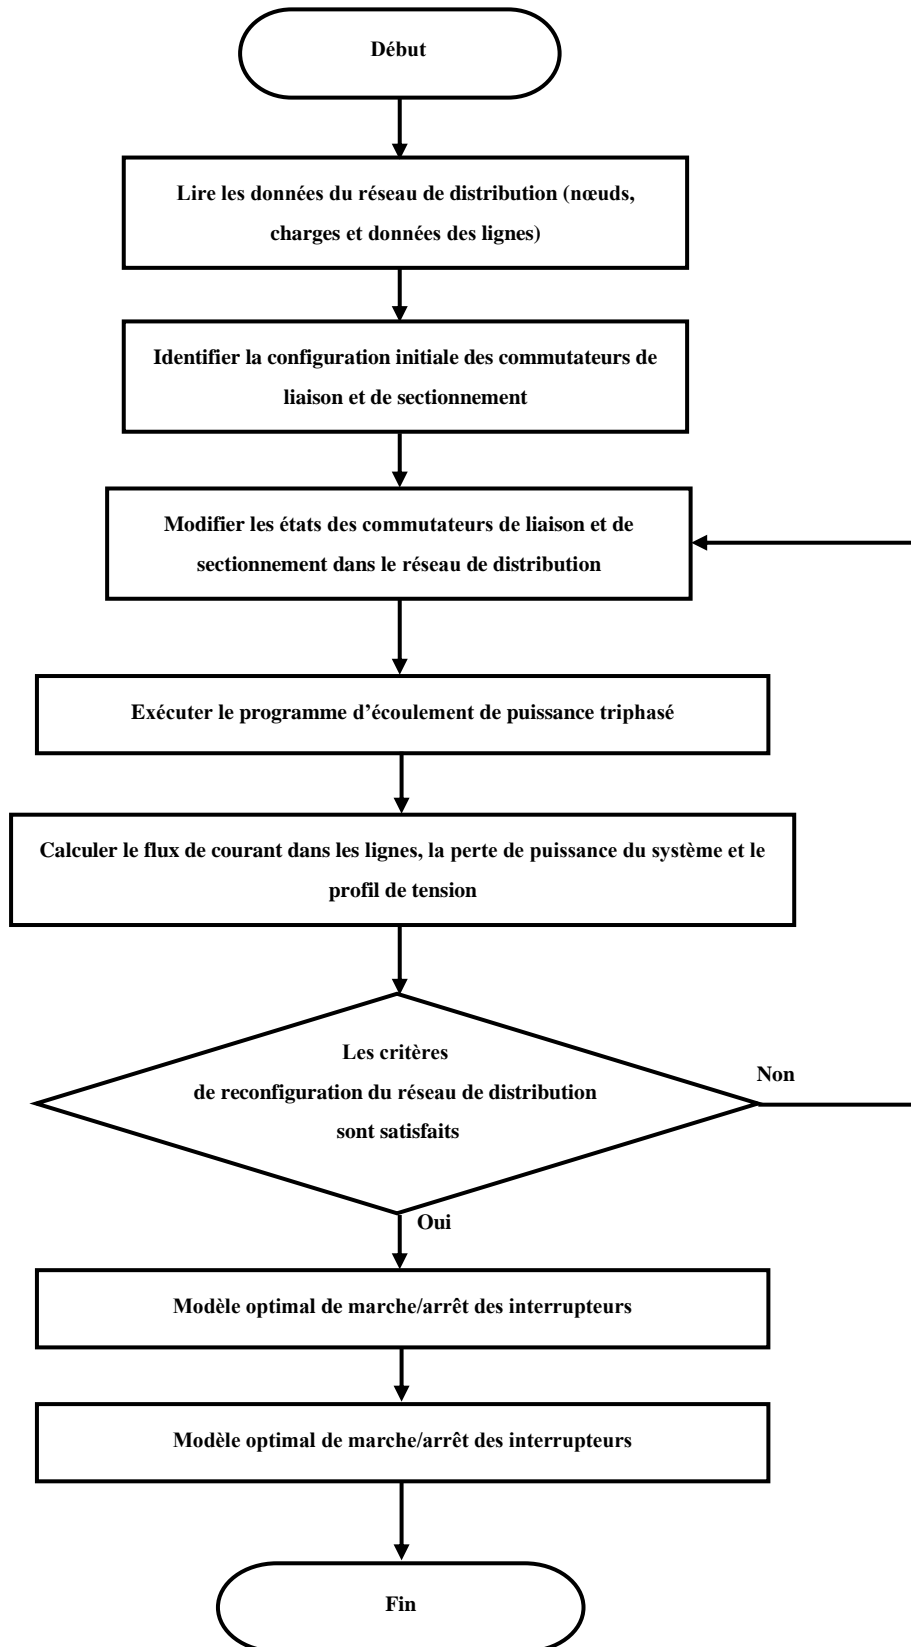 Début
Lire les données du réseau de distribution (nœuds,
charges et données des lignes)
Identifier la configuration initiale des commutateurs de
liaison et de sectionnement
Modifier les états des commutateurs de liaison et de
sectionnement dans le réseau de distribution
Exécuter le programme d'écoulement de puissance triphasé
Calculer le flux de courant dans les lignes, la perte de puissance du système et le
profil de tension
Les critères
de reconfiguration du réseau de distribution
sont satisfaits
Non
Oui
Modèle optimal de marche/arrêt des interrupteurs
Modèle optimal de marche/arrêt des interrupteurs
Fin